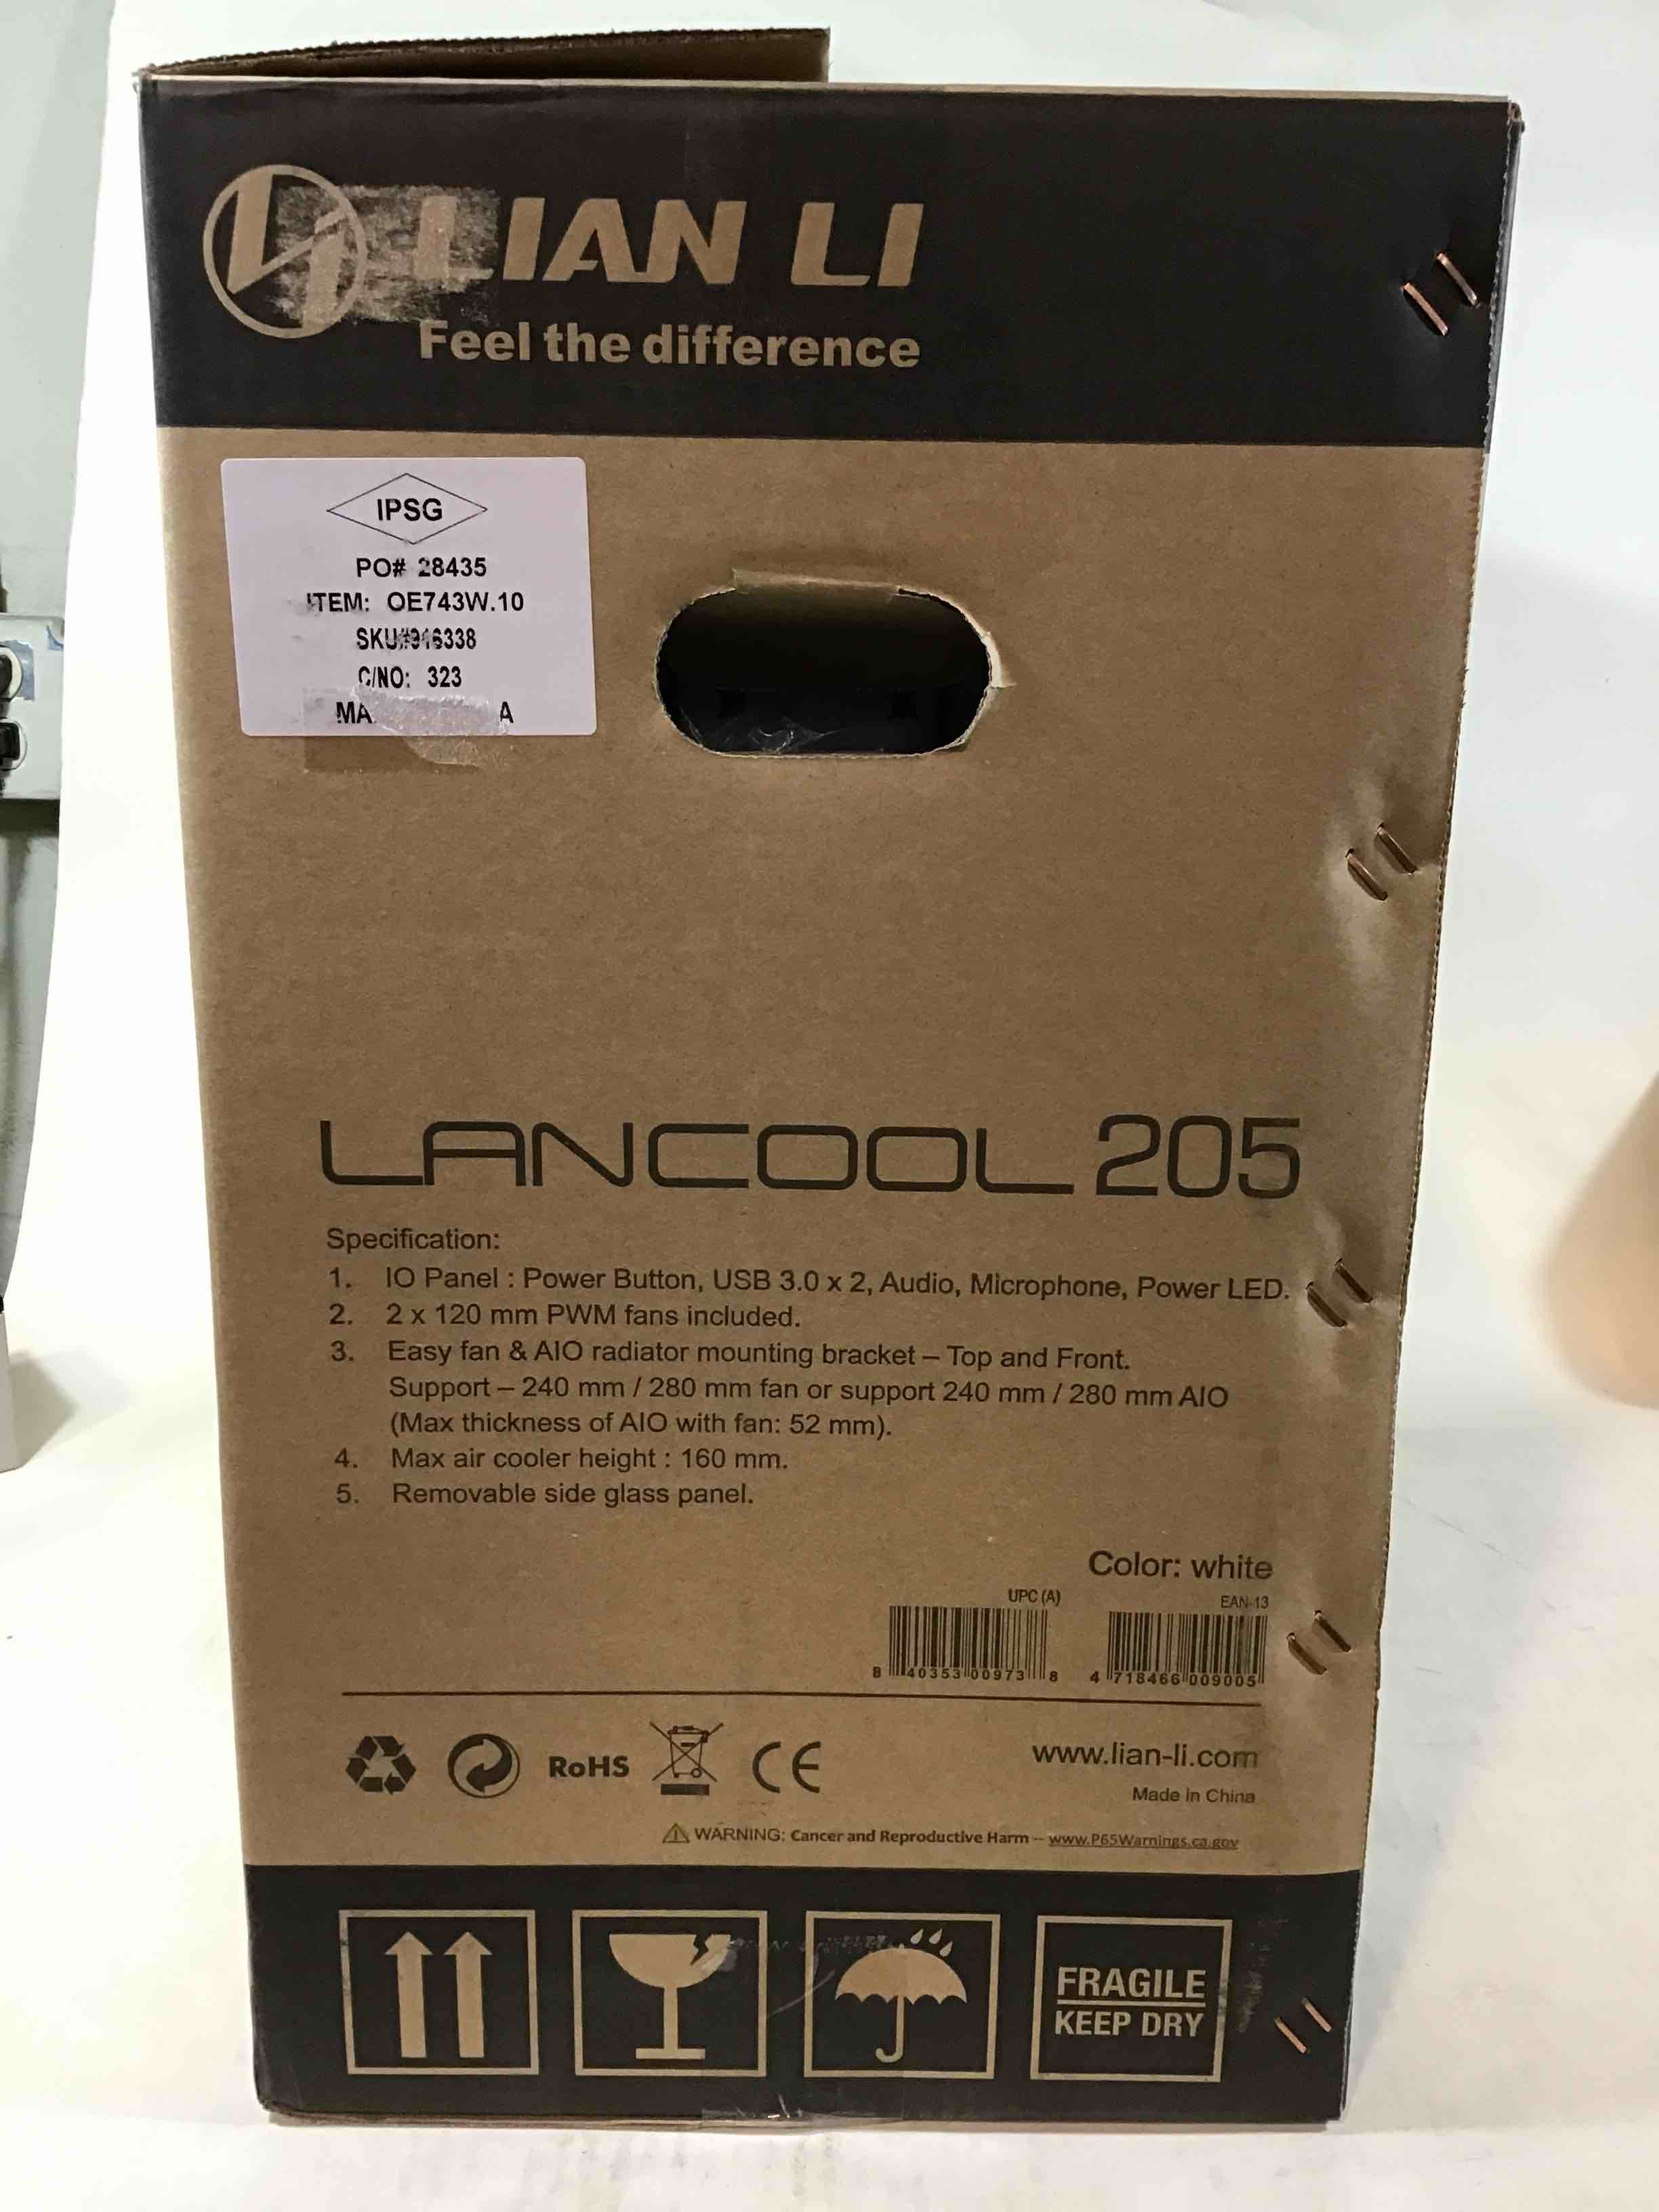 LIAN LI
Feel the difference
IPSG
PO# 28435
ITEM: OE743W.10
C/NO: 323
LANCOOL 205
Specification:
1. IO Panel : Power Button, USB 3.0 x 2, Audio, Microphone, Power LED.
2. 2 x 120 mm PWM fans included.
3. Easy fan & AIO radiator mounting bracket – Top and Front.
Support – 240 mm / 280 mm fan or support 240 mm / 280 mm AIO
(Max thickness of AIO with fan: 52 mm).
4. Max air cooler height : 160 mm.
5. Removable side glass panel.
Color: white
UPC (A) EAN-13
8 40353 00973 8 4 718466 009005
RoHS CE www.lian-li.com
Made in China
WARNING: Cancer and Reproductive Harm -- www.P65Warnings.ca.gov
FRAGILE
KEEP DRY